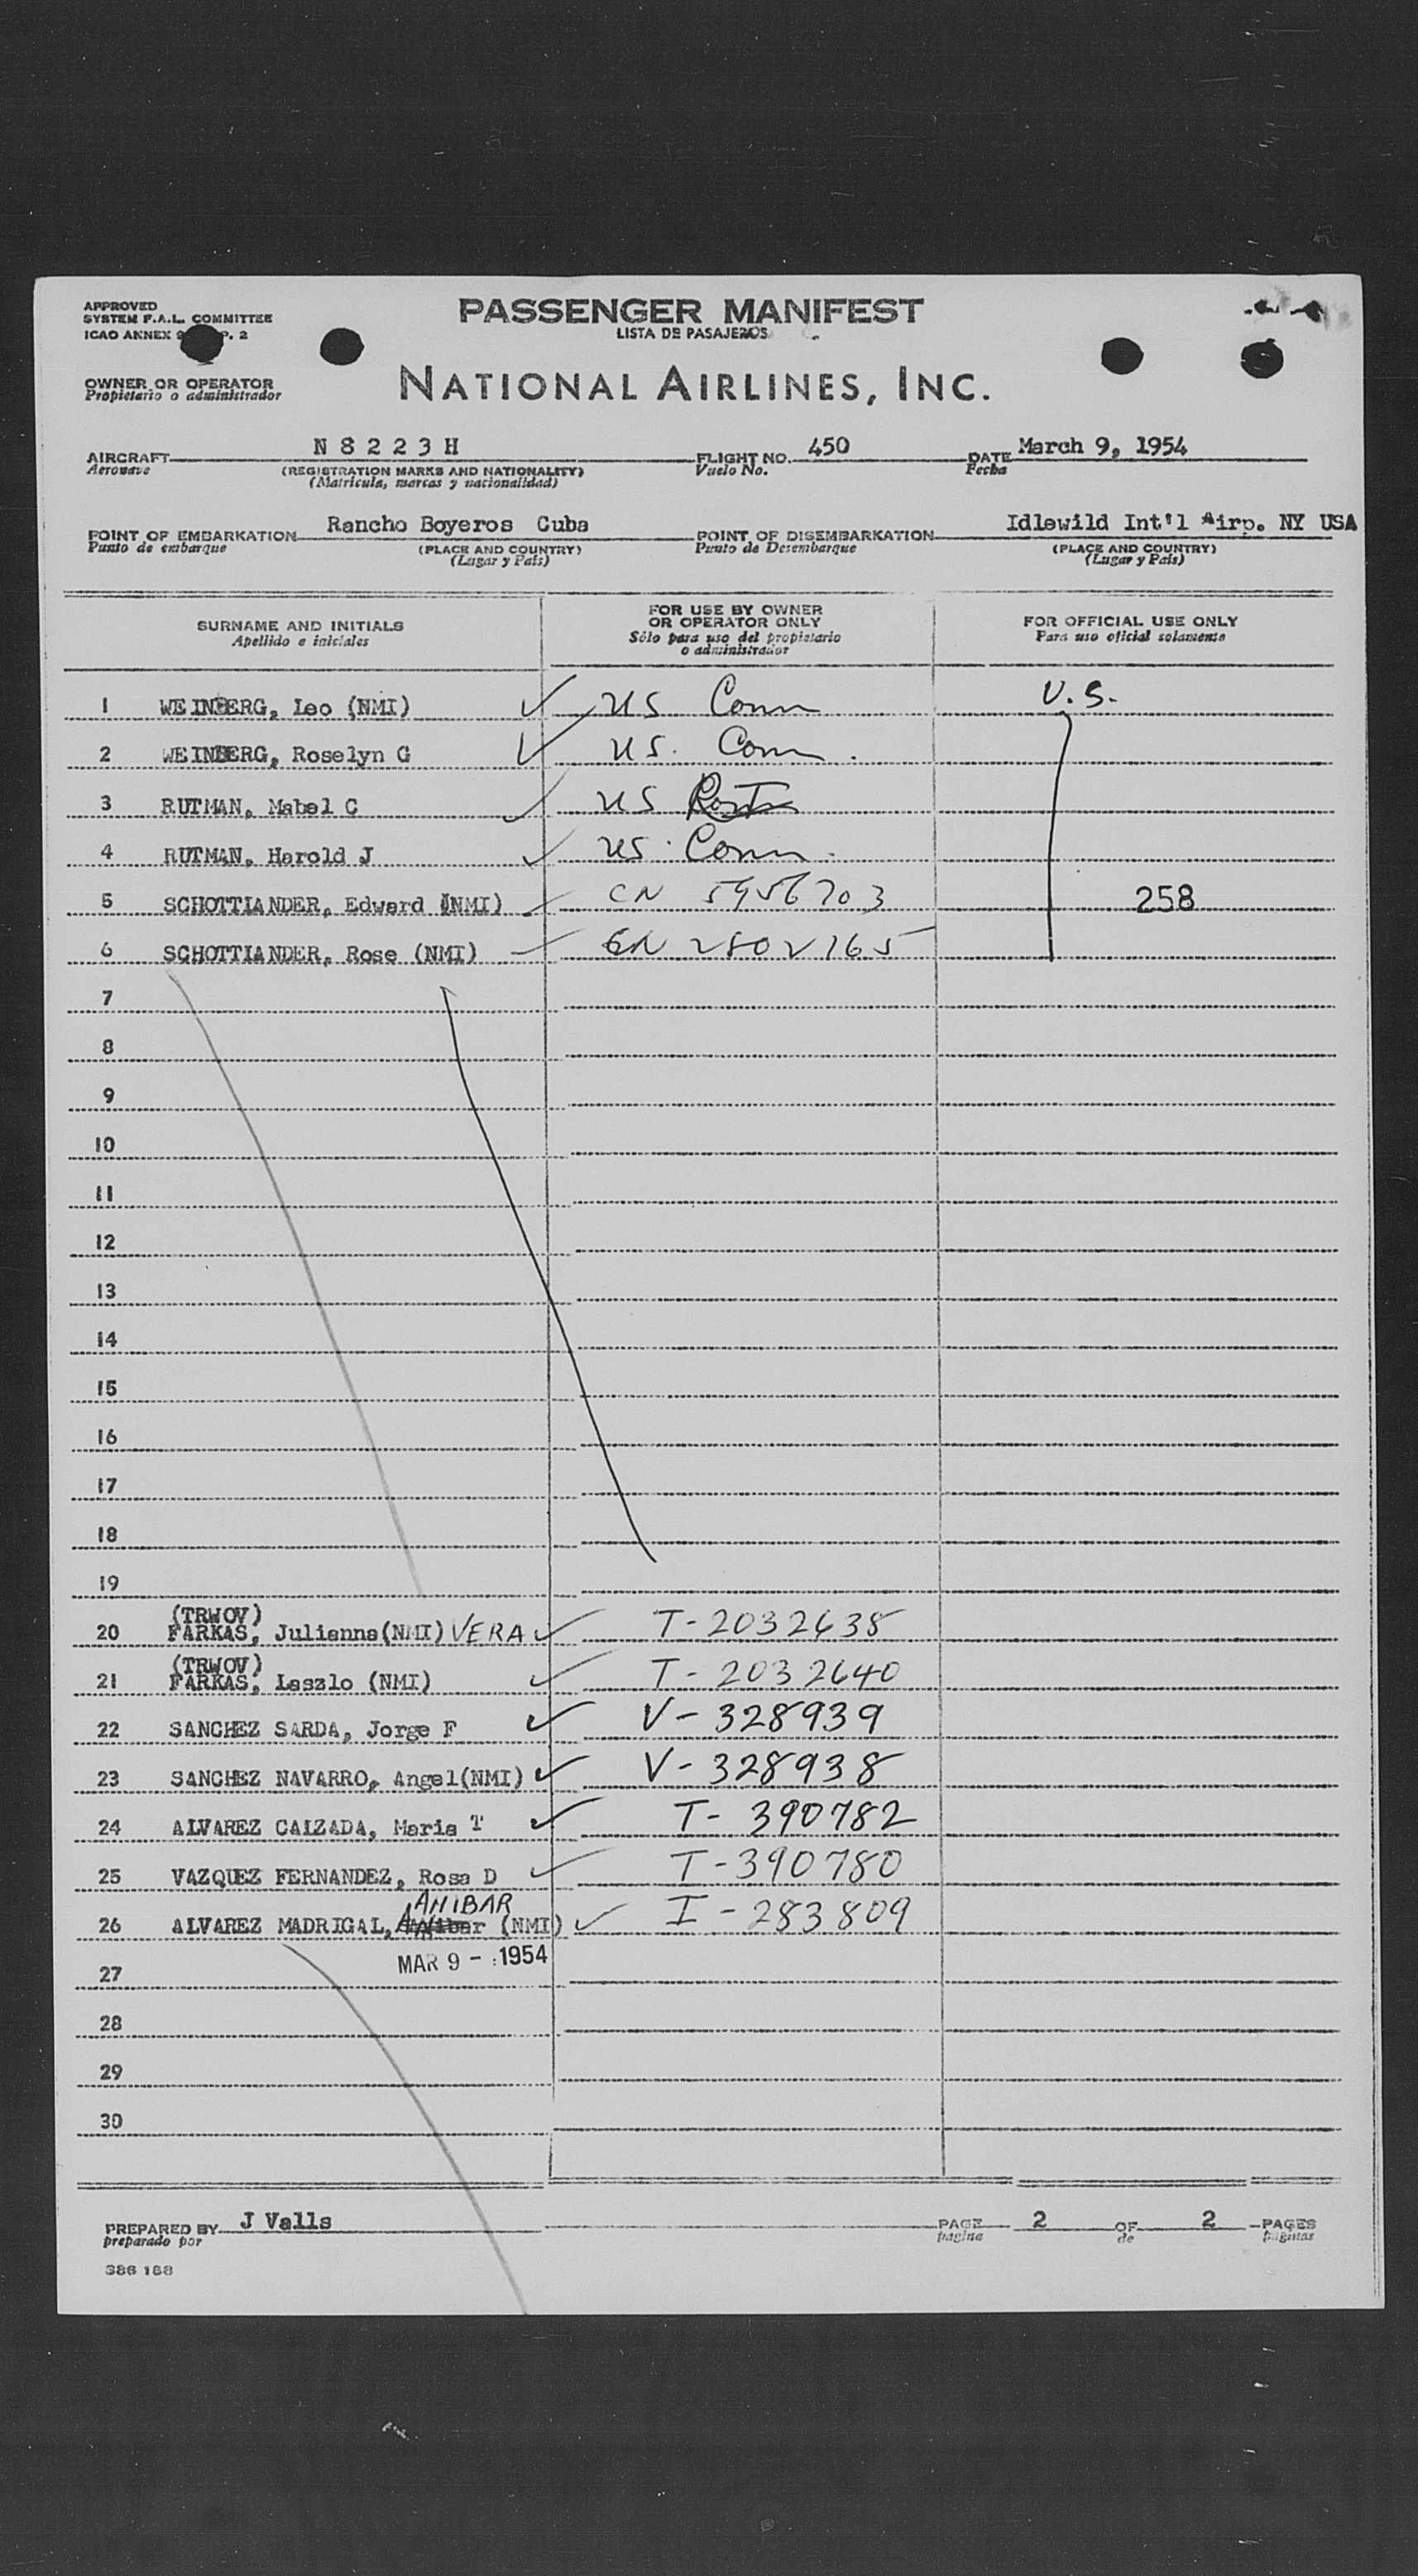 APPROVED
SYSTEM F.A.L. COMMITTEE
ICAO ANNEX 9 P. 2
PASSENGER MANIFEST
LISTA DE PASAJEROS
OWNER OR OPERATOR
Propietario o administrador
NATIONAL AIRLINES, INC.
AIRCRAFT N 8 2 2 3 H FLIGHT NO. 450 DATE March 9, 1954
Aeronave (REGISTRATION MARKS AND NATIONALITY) Vuelo No. Fecha
(Matricula, marcas y nacionalidad)
POINT OF EMBARKATION Rancho Boyeros Cuba POINT OF DISEMBARKATION Idlewild Int'l Airp. NY USA
Punto de embarque (PLACE AND COUNTRY) Punto de Desembarque (PLACE AND COUNTRY)
(Lugar y País) (Lugar y País)
SURNAME AND INITIALS
Apellido e iniciales
FOR USE BY OWNER
OR OPERATOR ONLY
Sólo para uso del propietario
o administrador
FOR OFFICIAL USE ONLY
Para uso oficial solamente
1 WEINBERG, Leo (NMI) ✓ US Conn U.S.
2 WEINBERG, Roselyn G ✓ US. Conn.
3 RUTMAN, Mabel C ✓ US
4 RUTMAN, Harold J ✓ US. Conn.
5 SCHOTTLANDER, Edward (NMI) ✓ CN 5956703 258
6 SCHOTTLANDER, Rose (NMI) ✓ CN 2802165
7
8
9
10
11
12
13
14
15
16
17
18
19
(TRWOV)
20 FARKAS, Julianna(NMI) VERA ✓ T-2032638
(TRWOV)
21 FARKAS, Laszlo (NMI) ✓ T-2032640
22 SANCHEZ SARDA, Jorge F ✓ V-328939
23 SANCHEZ NAVARRO, Angel(NMI) ✓ V-328938
24 ALVAREZ CALZADA, Maria T ✓ T-390782
25 VAZQUEZ FERNANDEZ, Rosa D ✓ T-390780
ANIBAR
26 ALVAREZ MADRIGAL, (NMI) ✓ I-283809
MAR 9 - 1954
27
28
29
30
PREPARED BY J Valls PAGE 2 OF 2 PAGES
preparado por página de páginas
386 188